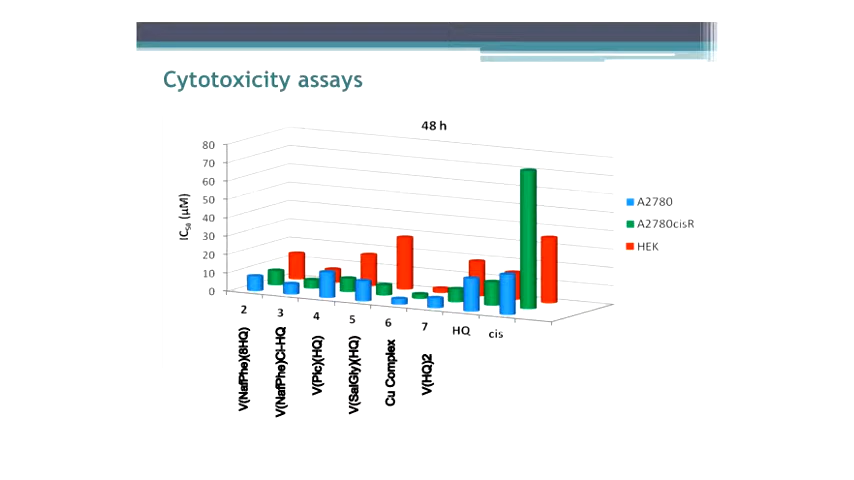 Cytotoxicity assays
48 h
80
70
60
50
40
30
20
10
0
IC₅₀ (μM)
2
3
4
5
6
7
HQ
cis
V(NafPhe)(8HQ)
V(NafPhe)Cl-HQ
V(Pic)(HQ)
V(SalGly)(HQ)
Cu Complex
V(HQ)2
A2780
A2780cisR
HEK